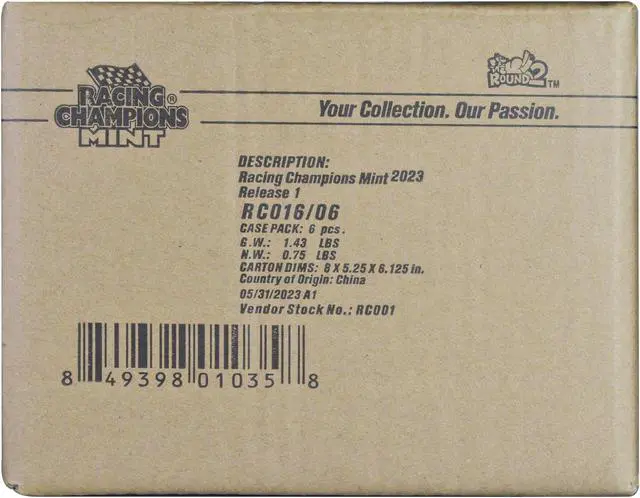 RACING ®
CHAMPIONS
MINT
THE
ROUND 2 TM
Your Collection. Our Passion.
DESCRIPTION:
Racing Champions Mint 2023
Release 1
RC016/06
CASE PACK: 6 pcs.
G.W.: 1.43 LBS
N.W.: 0.75 LBS
CARTON DIMS: 8 X 5.25 X 6.125 in.
Country of Origin: China
05/31/2023 A1
Vendor Stock No.: RC001
8 49398 01035 8